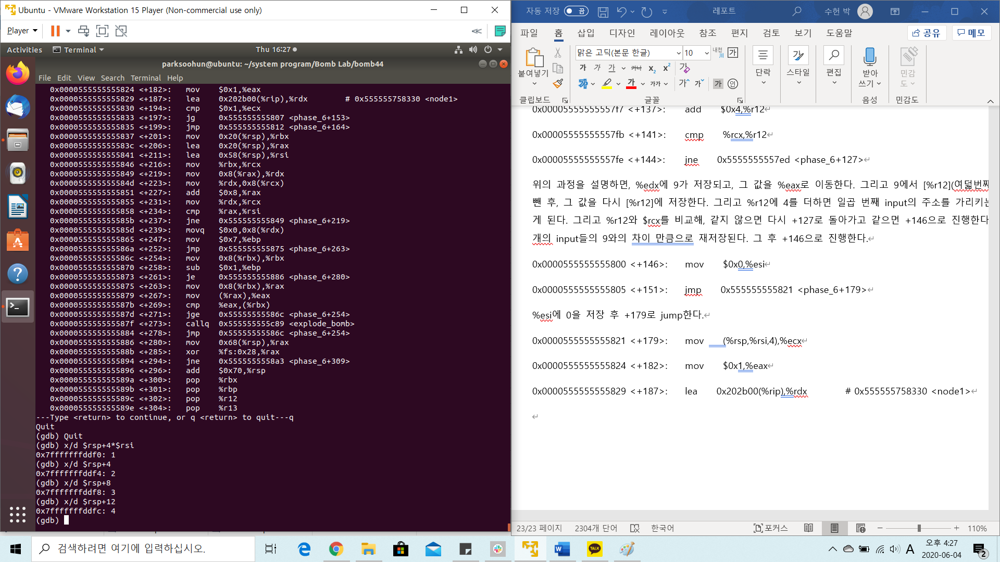 Ubuntu - VMware Workstation 15 Player (Non-commercial use only)
Player
Activities
Terminal
Thu 16:27
parksoohun@ubuntu: ~/system program/Bomb Lab/bomb44
File Edit View Search Terminal Help
0x0000555555555824 <+182>: mov $0x1,%eax
0x0000555555555829 <+187>: lea 0x202b00(%rip),%rdx # 0x555555758330 <node1>
0x0000555555555830 <+194>: cmp $0x1,%ecx
0x0000555555555833 <+197>: jg 0x555555555807 <phase_6+153>
0x0000555555555835 <+199>: jmp 0x555555555812 <phase_6+164>
0x0000555555555837 <+201>: mov 0x20(%rsp),%rbx
0x000055555555583c <+206>: lea 0x20(%rsp),%rax
0x0000555555555841 <+211>: lea 0x58(%rsp),%rsi
0x0000555555555846 <+216>: mov %rbx,%rcx
0x0000555555555849 <+219>: mov 0x8(%rax),%rdx
0x000055555555584d <+223>: mov %rdx,0x8(%rcx)
0x0000555555555851 <+227>: add $0x8,%rax
0x0000555555555855 <+231>: mov %rdx,%rcx
0x0000555555555858 <+234>: cmp %rax,%rsi
0x000055555555585b <+237>: jne 0x555555555849 <phase_6+219>
0x000055555555585d <+239>: movq $0x0,0x8(%rdx)
0x0000555555555865 <+247>: mov $0x7,%ebp
0x000055555555586a <+252>: jmp 0x555555555875 <phase_6+263>
0x000055555555586c <+254>: mov 0x8(%rbx),%rbx
0x0000555555555870 <+258>: sub $0x1,%ebp
0x0000555555555873 <+261>: je 0x555555555886 <phase_6+280>
0x0000555555555875 <+263>: mov 0x8(%rbx),%rax
0x0000555555555879 <+267>: mov (%rax),%eax
0x000055555555587b <+269>: cmp %eax,(%rbx)
0x000055555555587d <+271>: jge 0x55555555586c <phase_6+254>
0x000055555555587f <+273>: callq 0x555555555c89 <explode_bomb>
0x0000555555555884 <+278>: jmp 0x55555555586c <phase_6+254>
0x0000555555555886 <+280>: mov 0x68(%rsp),%rax
0x000055555555588b <+285>: xor %fs:0x28,%rax
0x0000555555555894 <+294>: jne 0x5555555558a3 <phase_6+309>
0x0000555555555896 <+296>: add $0x70,%rsp
0x000055555555589a <+300>: pop %rbx
0x000055555555589b <+301>: pop %rbp
0x000055555555589c <+302>: pop %r12
0x000055555555589e <+304>: pop %r13
---Type <return> to continue, or q <return> to quit---q
Quit
(gdb) Quit
(gdb) x/d $rsp+4*$rsi
0x7fffffffddf0: 1
(gdb) x/d $rsp+4
0x7fffffffddf4: 2
(gdb) x/d $rsp+8
0x7fffffffddf8: 3
(gdb) x/d $rsp+12
0x7fffffffddfc: 4
(gdb)
자동 저장 끔 레포트 수헌 박
파일 홈 삽입 디자인 레이아웃 참조 편지 검토 보기 도움말 공유 메모
맑은 고딕(본문 한글) 10
붙여넣기 단락 스타일 편집 받아쓰기 민감도
클립보드 글꼴 음성 민감도
0x00005555555557f7 <+137>: add $0x4,%r12
0x00005555555557fb <+141>: cmp %rcx,%r12
0x00005555555557fe <+144>: jne 0x5555555557ed <phase_6+127>
위의 과정을 설명하면, %edx에 9가 저장되고, 그 값을 %eax로 이동한다. 그리고 9에서 [%r12](여덟번째
뺀 후, 그 값을 다시 [%r12]에 저장한다. 그리고 %r12에 4를 더하면 일곱 번째 input의 주소를 가리키는
게 된다. 그리고 %r12와 $rcx를 비교해, 같지 않으면 다시 +127로 돌아가고 같으면 +146으로 진행한다
개의 input들의 9와의 차이 만큼으로 재저장된다. 그 후 +146으로 진행한다.
0x0000555555555800 <+146>: mov $0x0,%esi
0x0000555555555805 <+151>: jmp 0x555555555821 <phase_6+179>
%esi에 0을 저장 후 +179로 jump한다.
0x0000555555555821 <+179>: mov (%rsp,%rsi,4),%ecx
0x0000555555555824 <+182>: mov $0x1,%eax
0x0000555555555829 <+187>: lea 0x202b00(%rip),%rdx # 0x555555758330 <node1>
23/23 페이지 2304개 단어 한국어 포커스 110%
검색하려면 여기에 입력하십시오.
A 오후 4:27
2020-06-04
2